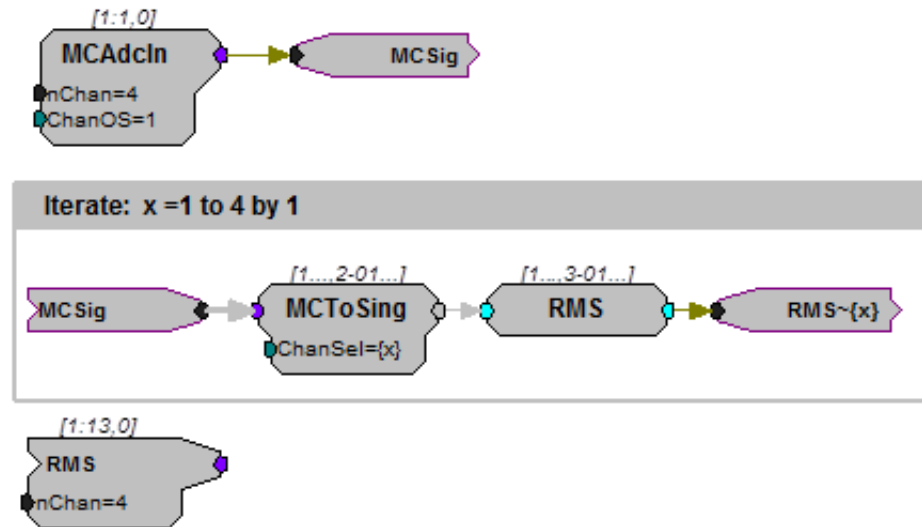 [1:1,0]
MCAdcIn
MCSig
nChan=4
ChanOS=1
Iterate: x =1 to 4 by 1
[1...,2-01...]
[1...,3-01...]
MCSig
MCToSing
RMS
RMS~{x}
ChanSel={x}
[1:13,0]
RMS
nChan=4